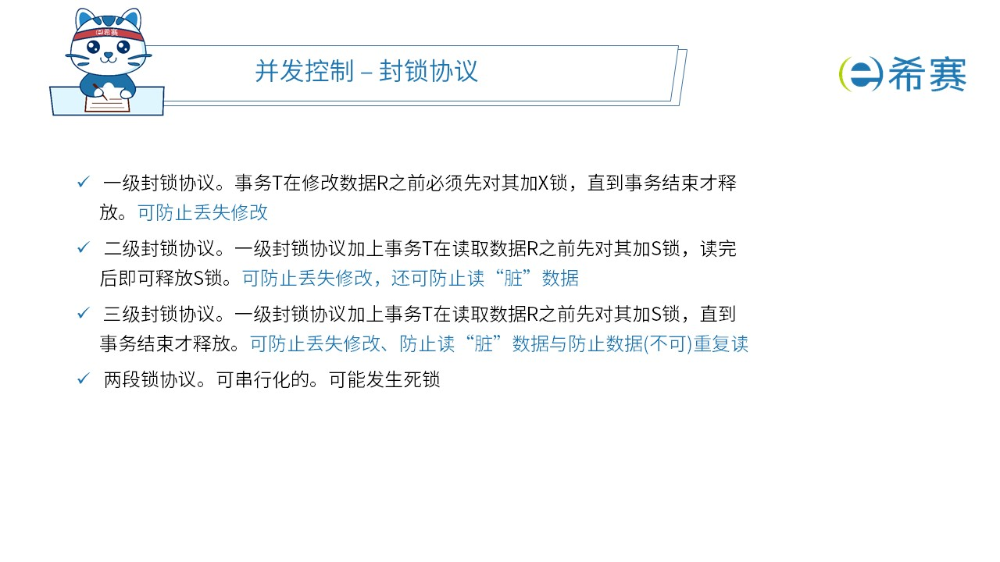 希赛
并发控制 – 封锁协议
希赛
一级封锁协议。事务T在修改数据R之前必须先对其加X锁，直到事务结束才释
放。可防止丢失修改
二级封锁协议。一级封锁协议加上事务T在读取数据R之前先对其加S锁，读完
后即可释放S锁。可防止丢失修改，还可防止读“脏”数据
三级封锁协议。一级封锁协议加上事务T在读取数据R之前先对其加S锁，直到
事务结束才释放。可防止丢失修改、防止读“脏”数据与防止数据(不可)重复读
两段锁协议。可串行化的。可能发生死锁